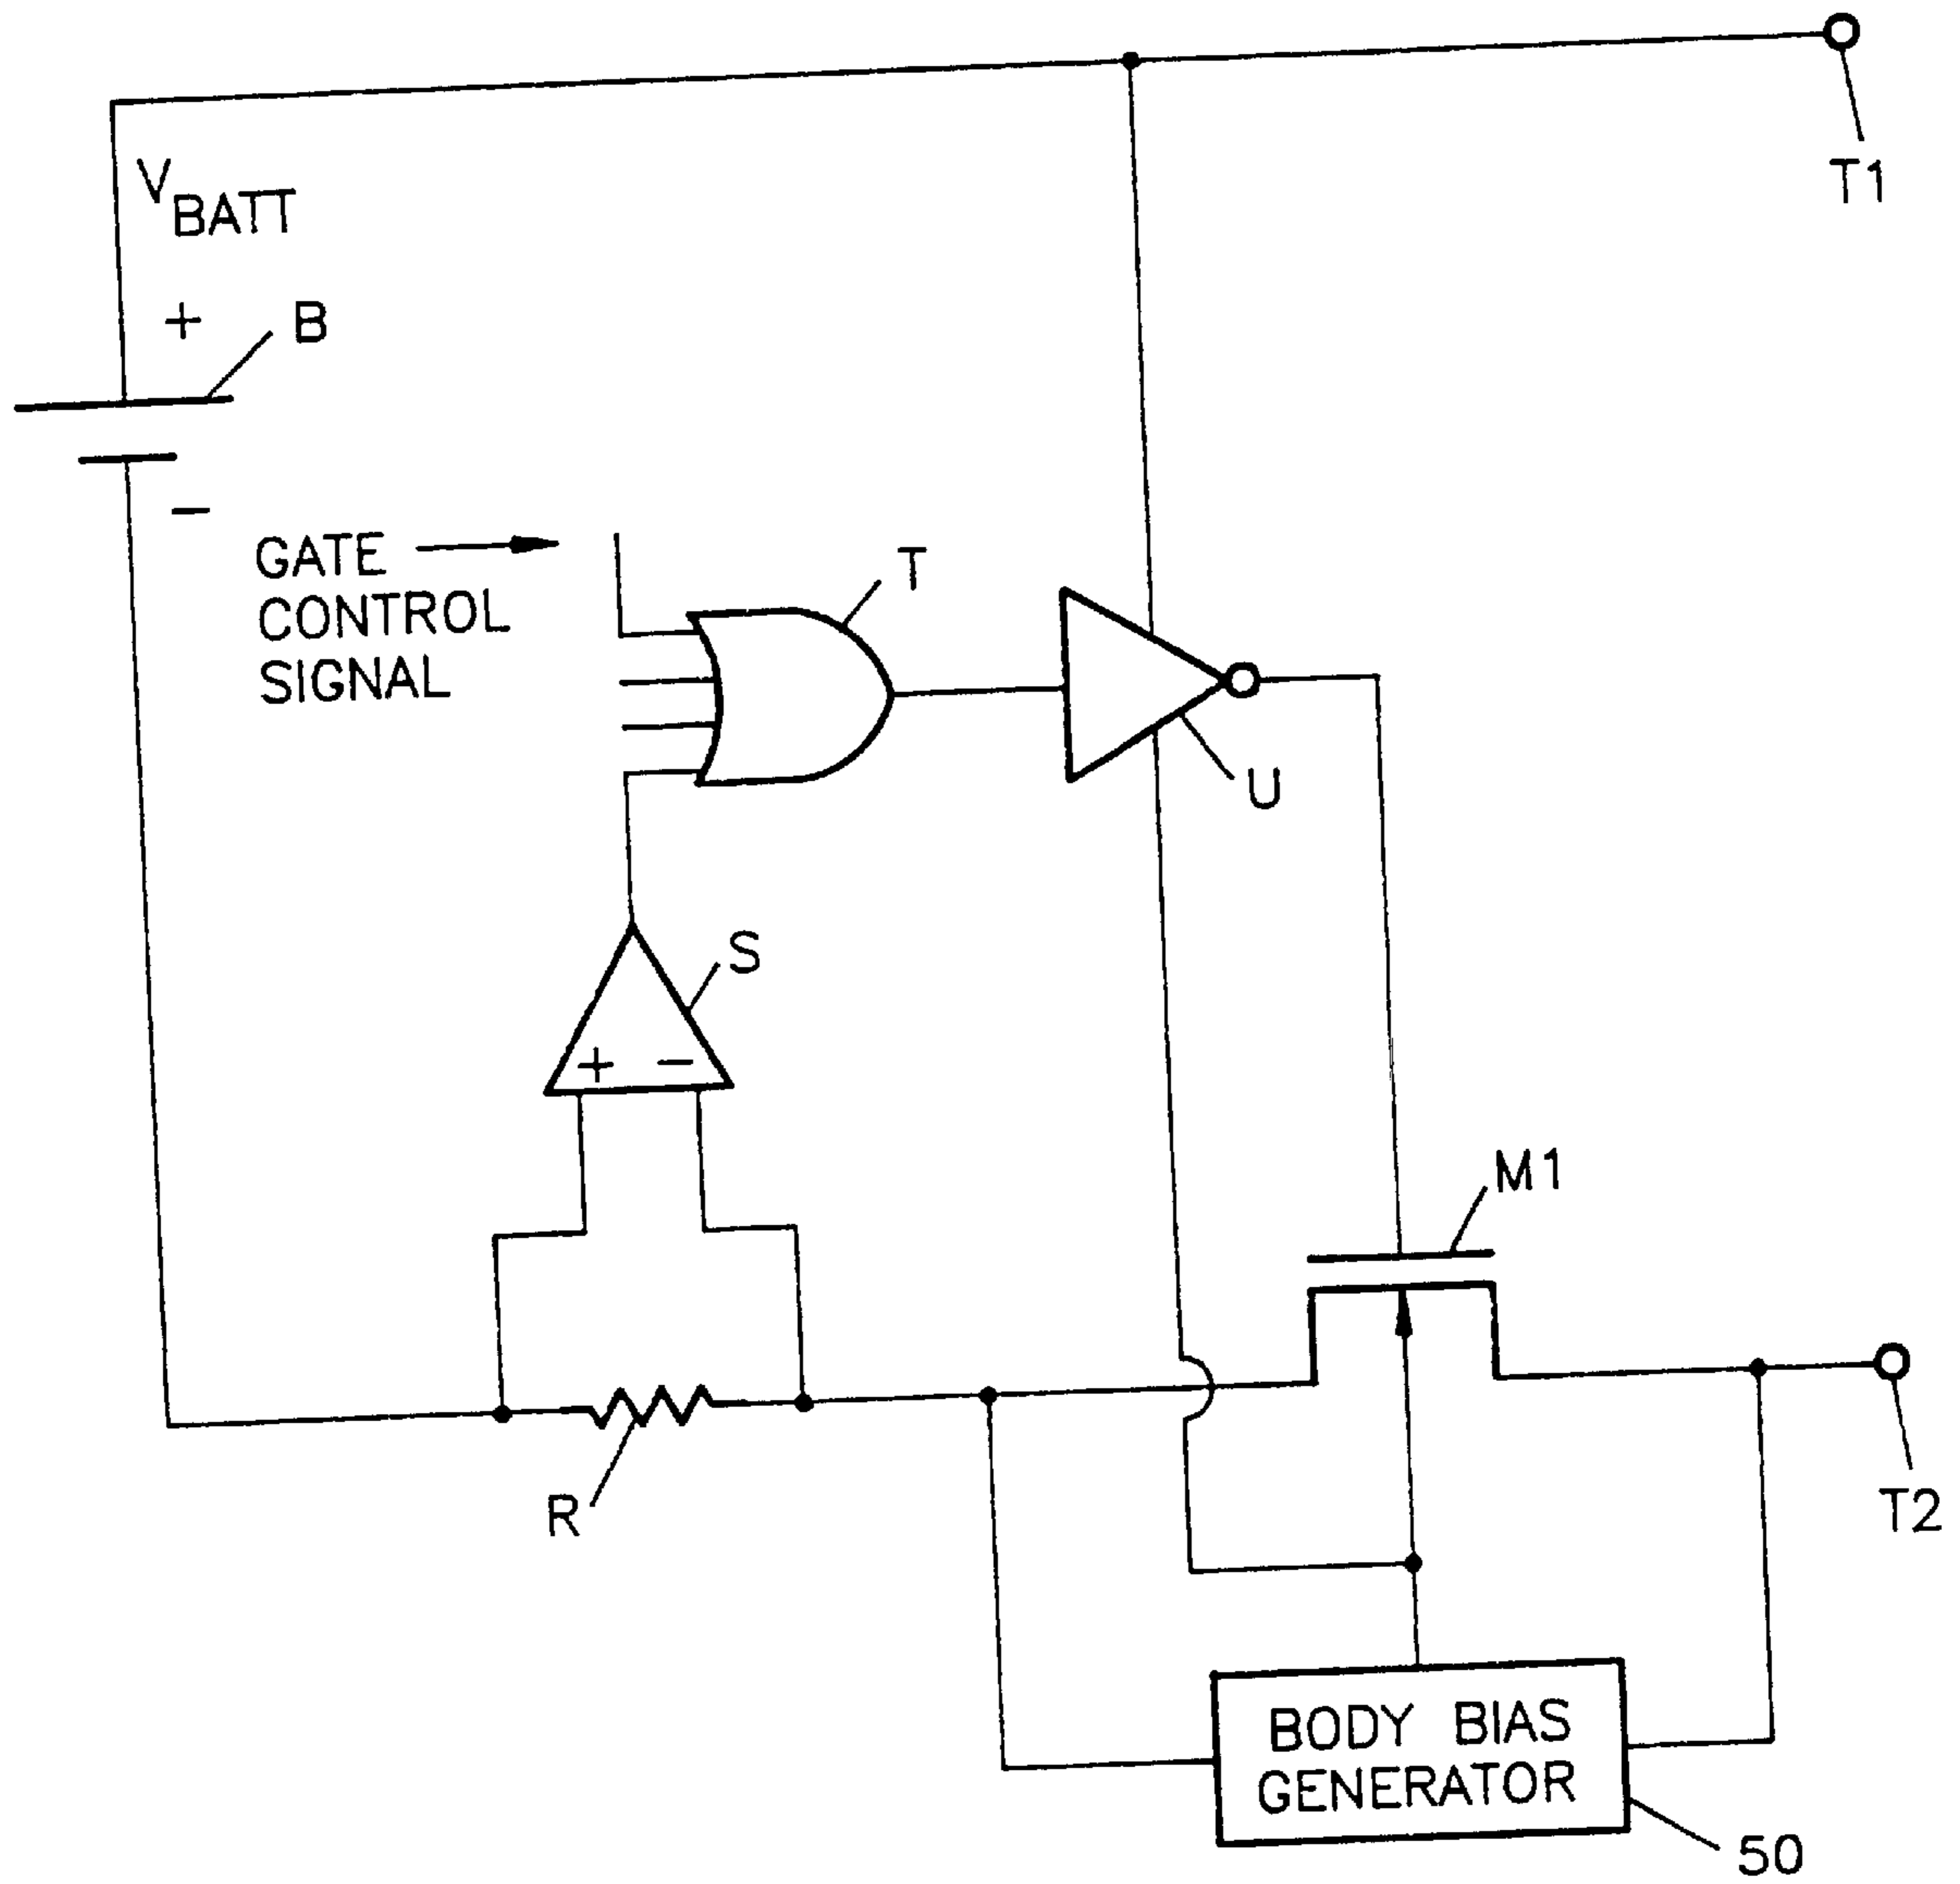 T1
V BATT
+
B
−
GATE
CONTROL
SIGNAL
T
U
S
+ −
M1
R
T2
BODY BIAS
GENERATOR
50